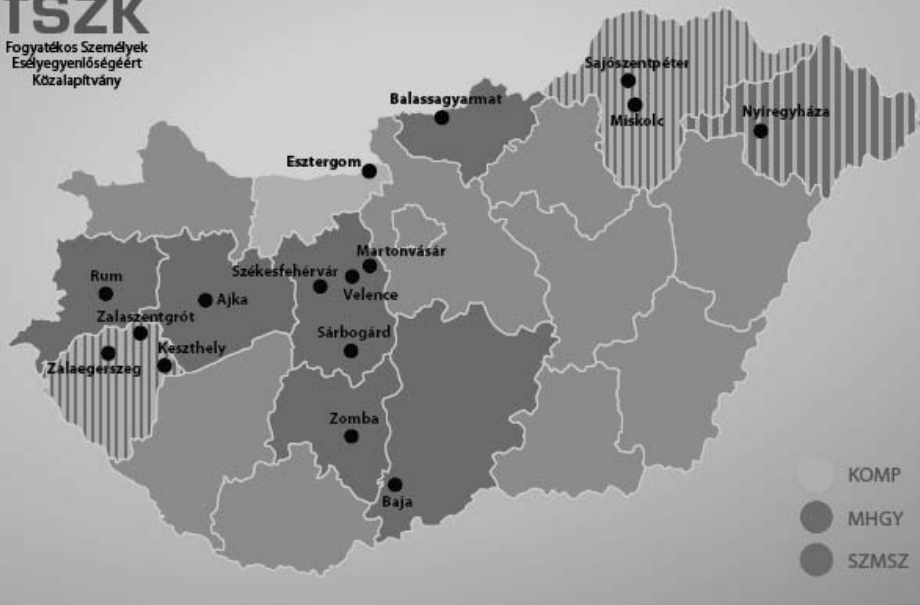 TSZK
Fogyatékos Személyek
Esélyegyenlőségéért
Közalapítvány
Sajószentpéter
Balassagyarmat
Miskolc
Nyíregyháza
Esztergom
Martonvásár
Székesfehérvár
Rum
Velence
Ajka
Zalaszentgrót
Sárbogárd
Keszthely
Zalaegerszeg
Zomba
Baja
KOMP
MHGY
SZMSZ